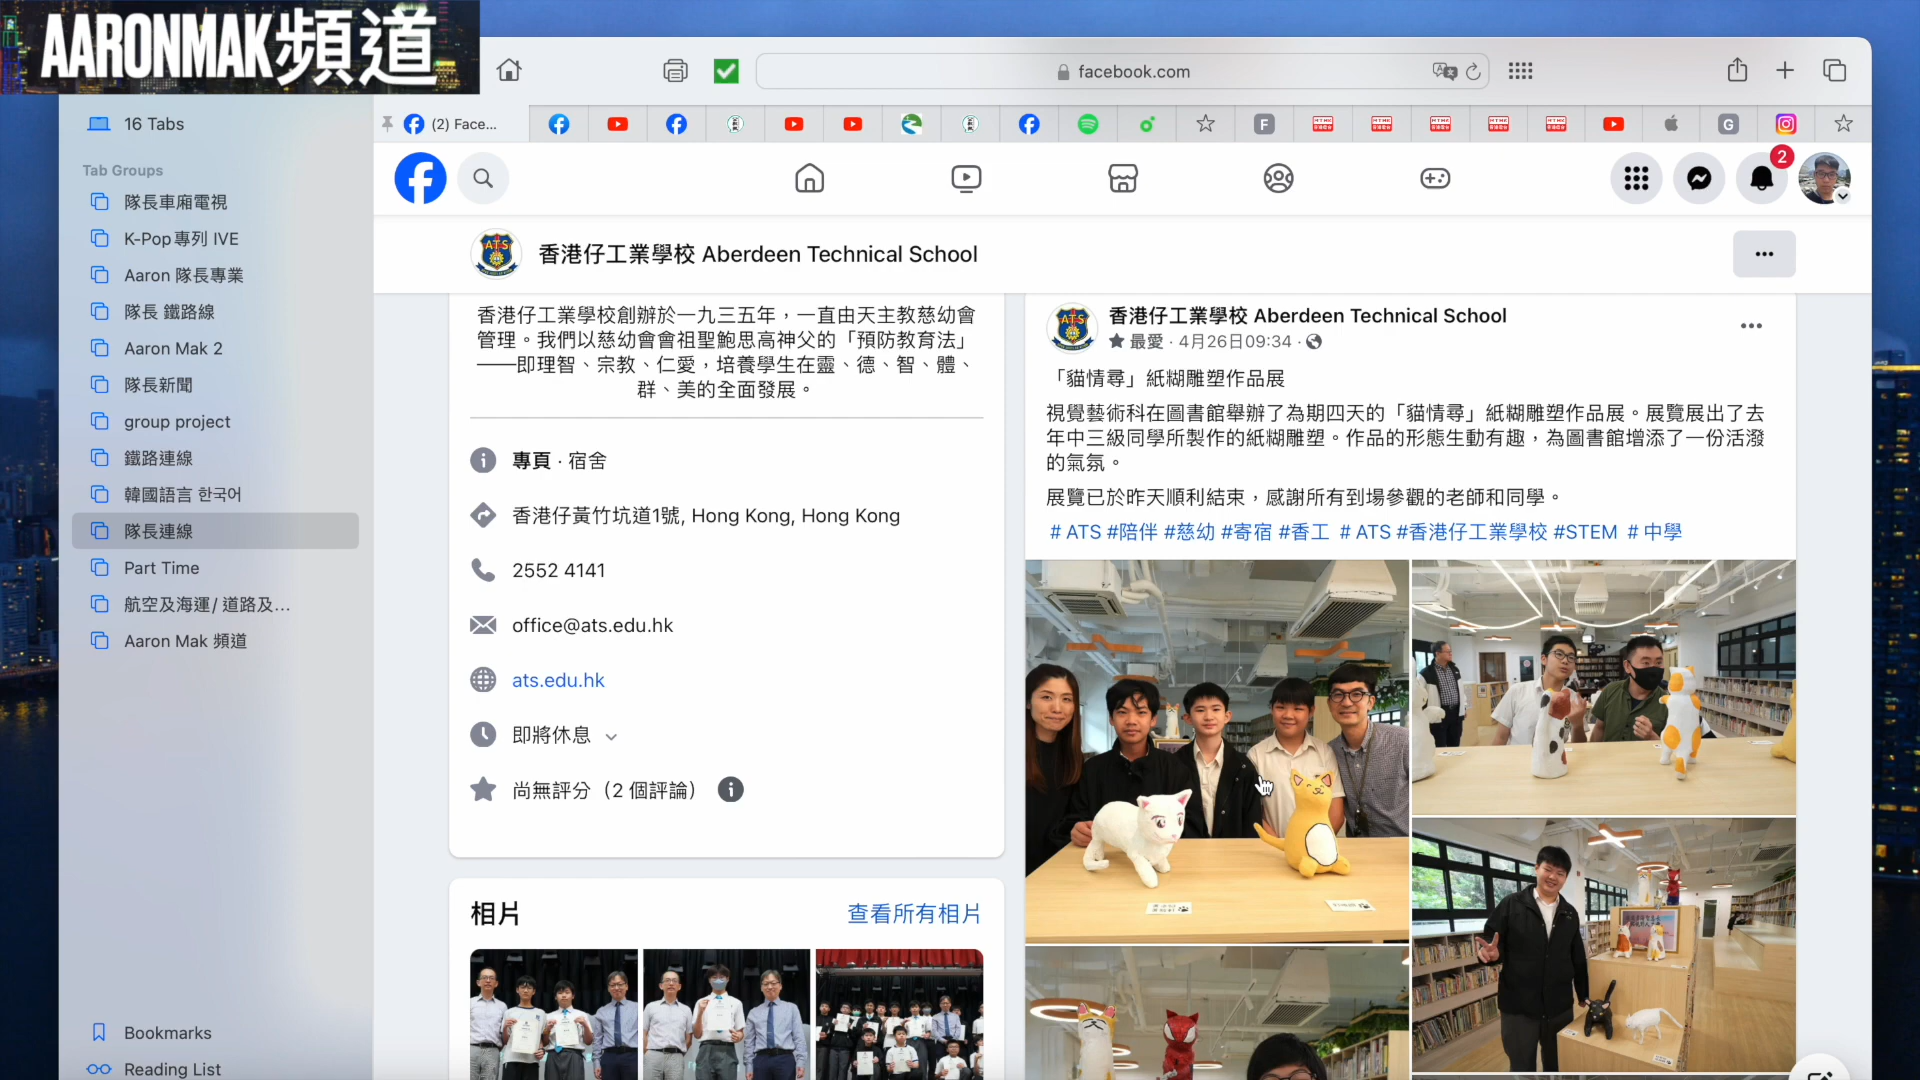 AARONMAK頻道
facebook.com
16 Tabs
(2) Face...
Tab Groups
隊長車廂電視
K-Pop專列 IVE
Aaron 隊長專業
隊長 鐵路線
Aaron Mak 2
隊長新聞
group project
鐵路連線
韓國語言 한국어
隊長連線
Part Time
航空及海運/ 道路及...
Aaron Mak 頻道
Bookmarks
Reading List
F
G
2
ATS
香港仔工業學校 Aberdeen Technical School
香港仔工業學校創辦於一九三五年，一直由天主教慈幼會
管理。我們以慈幼會會祖聖鮑思高神父的「預防教育法」
——即理智、宗教、仁愛，培養學生在靈、德、智、體、
群、美的全面發展。
專頁 · 宿舍
香港仔黃竹坑道1號, Hong Kong, Hong Kong
2552 4141
office@ats.edu.hk
ats.edu.hk
即將休息
尚無評分（2 個評論）
相片
查看所有相片
ATS
香港仔工業學校 Aberdeen Technical School
最愛 · 4月26日09:34 ·
「貓情尋」紙糊雕塑作品展
視覺藝術科在圖書館舉辦了為期四天的「貓情尋」紙糊雕塑作品展。展覽展出了去
年中三級同學所製作的紙糊雕塑。作品的形態生動有趣，為圖書館增添了一份活潑
的氣氛。
展覽已於昨天順利結束，感謝所有到場參觀的老師和同學。
# ATS #陪伴 #慈幼 #寄宿 #香工 # ATS #香港仔工業學校 #STEM # 中學